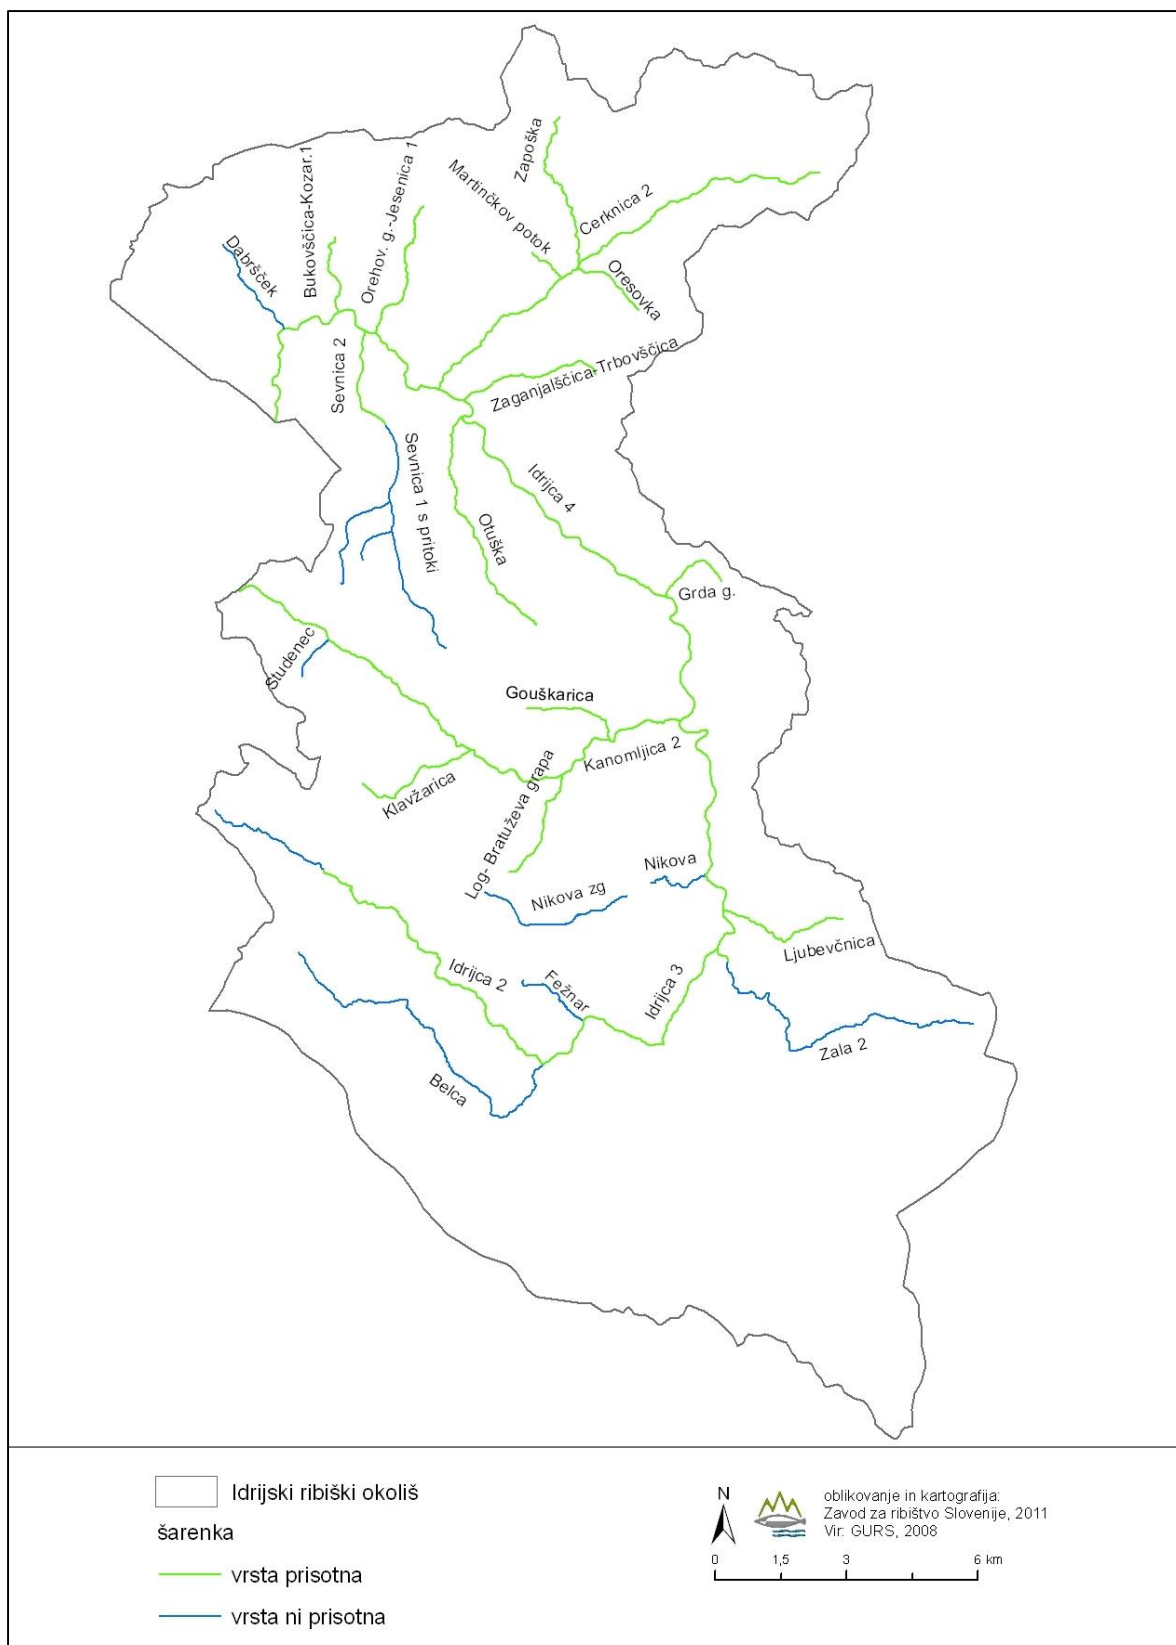 Zapoška
Bukovščica-Kozar.1
Orehov. g.-Jesenica 1
Martinčkov potok
Cerknica 2
Dabršček
Oresovka
Sevnica 2
Zaganjalščica-Trbovščica
Sevnica 1 s pritoki
Idrijca 4
Otuška
Grda g.
Studenec
Gouškarica
Kanomljica 2
Klavžarica
Log- Bratuževa grapa
Nikova
Nikova zg
Ljubevčnica
Idrijca 2
Fežnar
Idrijca 3
Zala 2
Belca
Idrijski ribiški okoliš
šarenka
vrsta prisotna
vrsta ni prisotna
N
oblikovanje in kartografija:
Zavod za ribištvo Slovenije, 2011
Vir: GURS, 2008
0 1,5 3 6 km